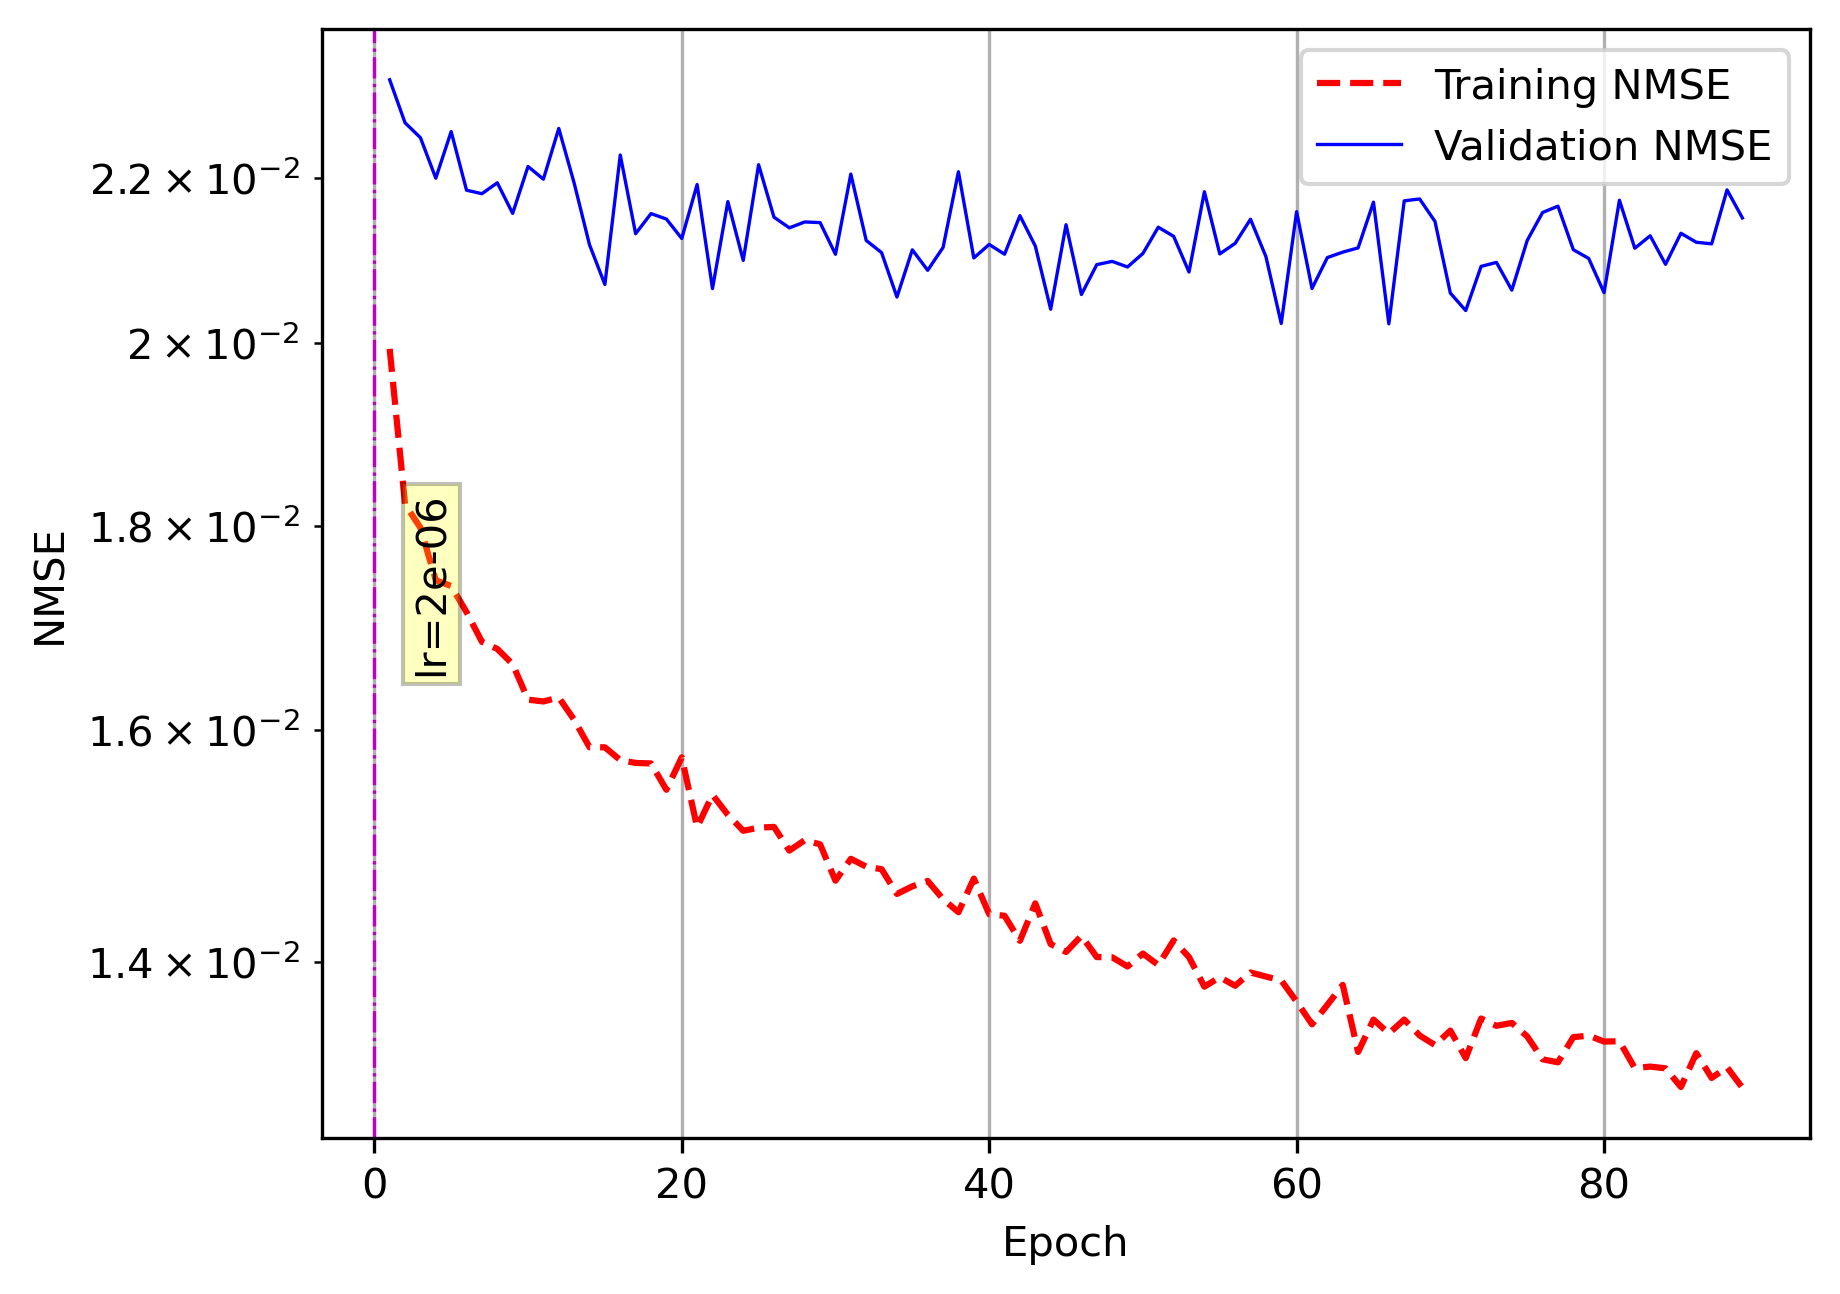 Training NMSE
Validation NMSE
2.2 × 10⁻²
2 × 10⁻²
1.8 × 10⁻²
1.6 × 10⁻²
1.4 × 10⁻²
NMSE
lr=2e-06
0 20 40 60 80
Epoch